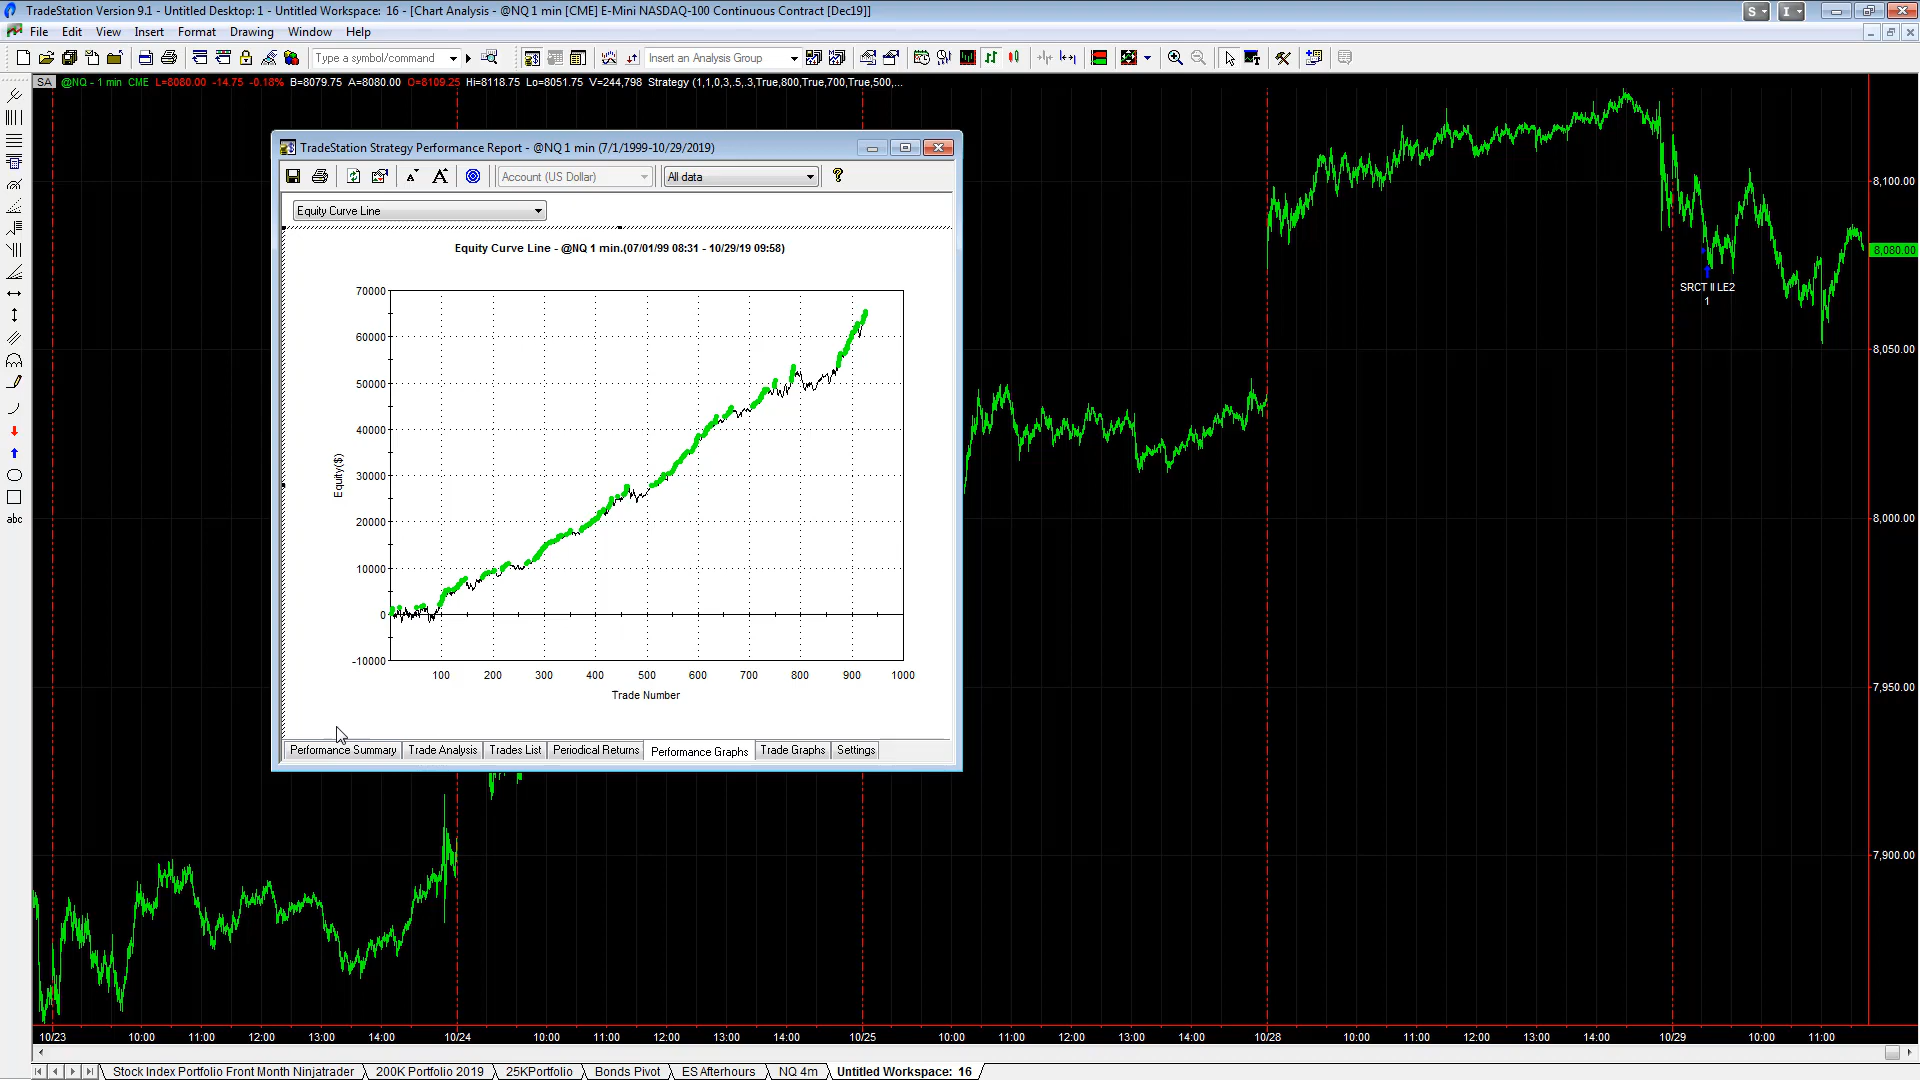 TradeStation Version 9.1 - Untitled Desktop: 1 - Untitled Workspace: 16 - [Chart Analysis - @NQ 1 min [CME] E-Mini NASDAQ-100 Continuous Contract [Dec19]]
S
I
File Edit View Insert Format Drawing Window Help
Type a symbol/command
Insert an Analysis Group
SA @NQ - 1 min CME L=8080.00 -14.75 -0.18% B=8079.75 A=8080.00 O=8109.25 Hi=8118.75 Lo=8051.75 V=244,798 Strategy (1,1,0,3,.5,.3,True,800,True,700,True,500,...
TradeStation Strategy Performance Report - @NQ 1 min (7/1/1999-10/29/2019)
A A Account (US Dollar) All data ?
Equity Curve Line
Equity Curve Line - @NQ 1 min.(07/01/99 08:31 - 10/29/19 09:58)
70000
60000
50000
40000
30000
20000
10000
0
-10000
Equity($)
100 200 300 400 500 600 700 800 900 1000
Trade Number
Performance Summary Trade Analysis Trades List Periodical Returns Performance Graphs Trade Graphs Settings
abc
SRCT II LE2
1
8,100.00
8,080.00
8,050.00
8,000.00
7,950.00
7,900.00
10/23 10:00 11:00 12:00 13:00 14:00 10/24 10:00 11:00 12:00 13:00 14:00 10/25 10:00 11:00 12:00 13:00 14:00 10/28 10:00 11:00 12:00 13:00 14:00 10/29 10:00 11:00
Stock Index Portfolio Front Month Ninjatrader 200K Portfolio 2019 25KPortfolio Bonds Pivot ES Afterhours NQ 4m Untitled Workspace: 16